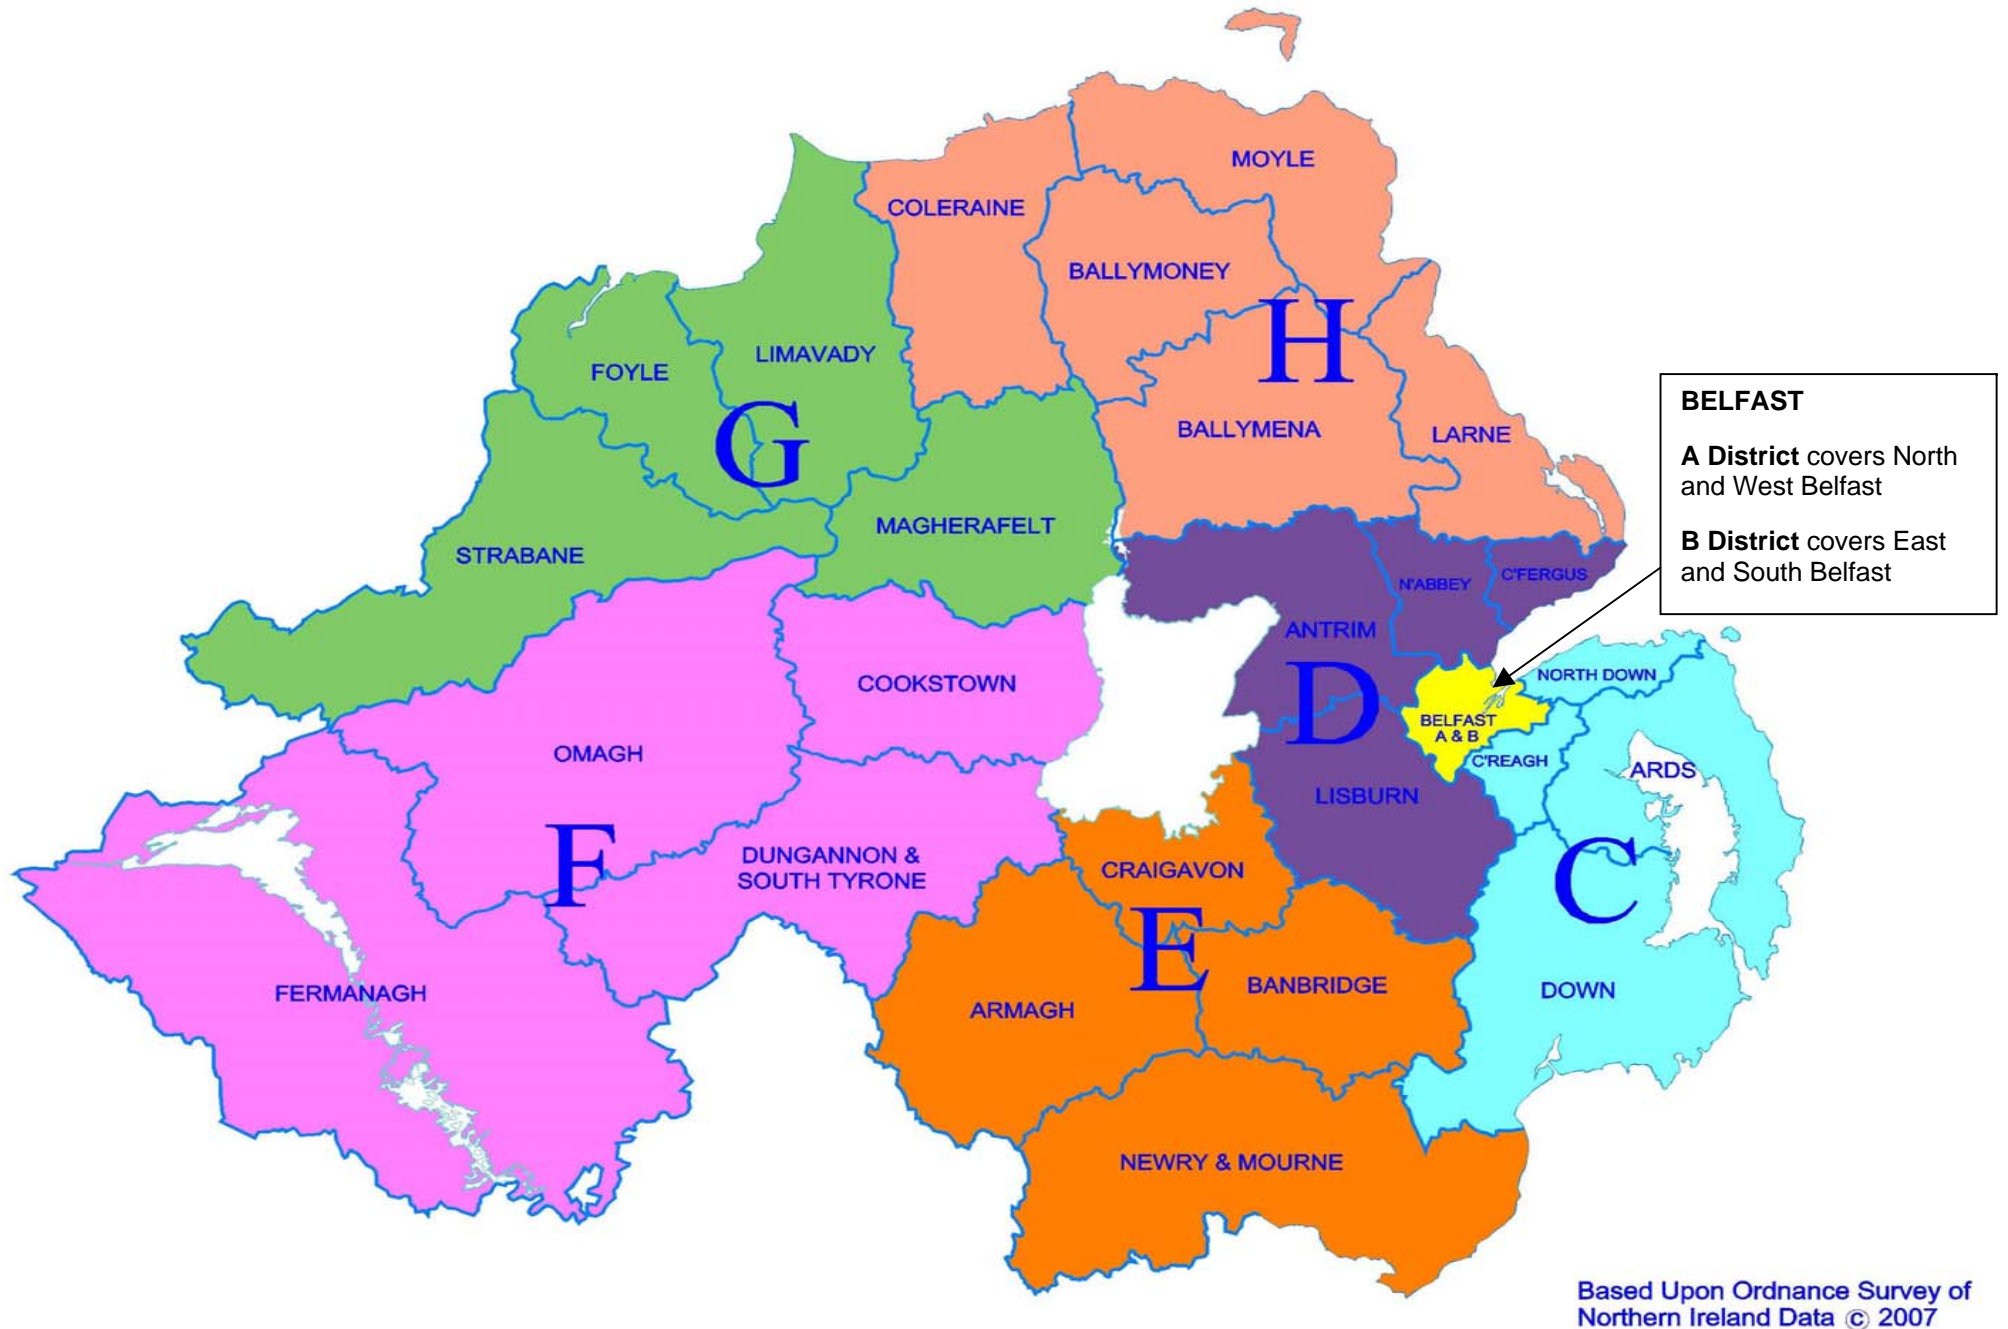 MOYLE
COLERAINE
BALLYMONEY
H
LIMAVADY
FOYLE
G
BALLYMENA
LARNE
BELFAST
A District covers North
and West Belfast
B District covers East
and South Belfast
MAGHERAFELT
STRABANE
N'ABBEY
C'FERGUS
ANTRIM
D
COOKSTOWN
NORTH DOWN
BELFAST
A & B
OMAGH
C'REAGH
ARDS
LISBURN
F
DUNGANNON &
SOUTH TYRONE
CRAIGAVON
C
E
FERMANAGH
ARMAGH
BANBRIDGE
DOWN
NEWRY & MOURNE
Based Upon Ordnance Survey of
Northern Ireland Data © 2007